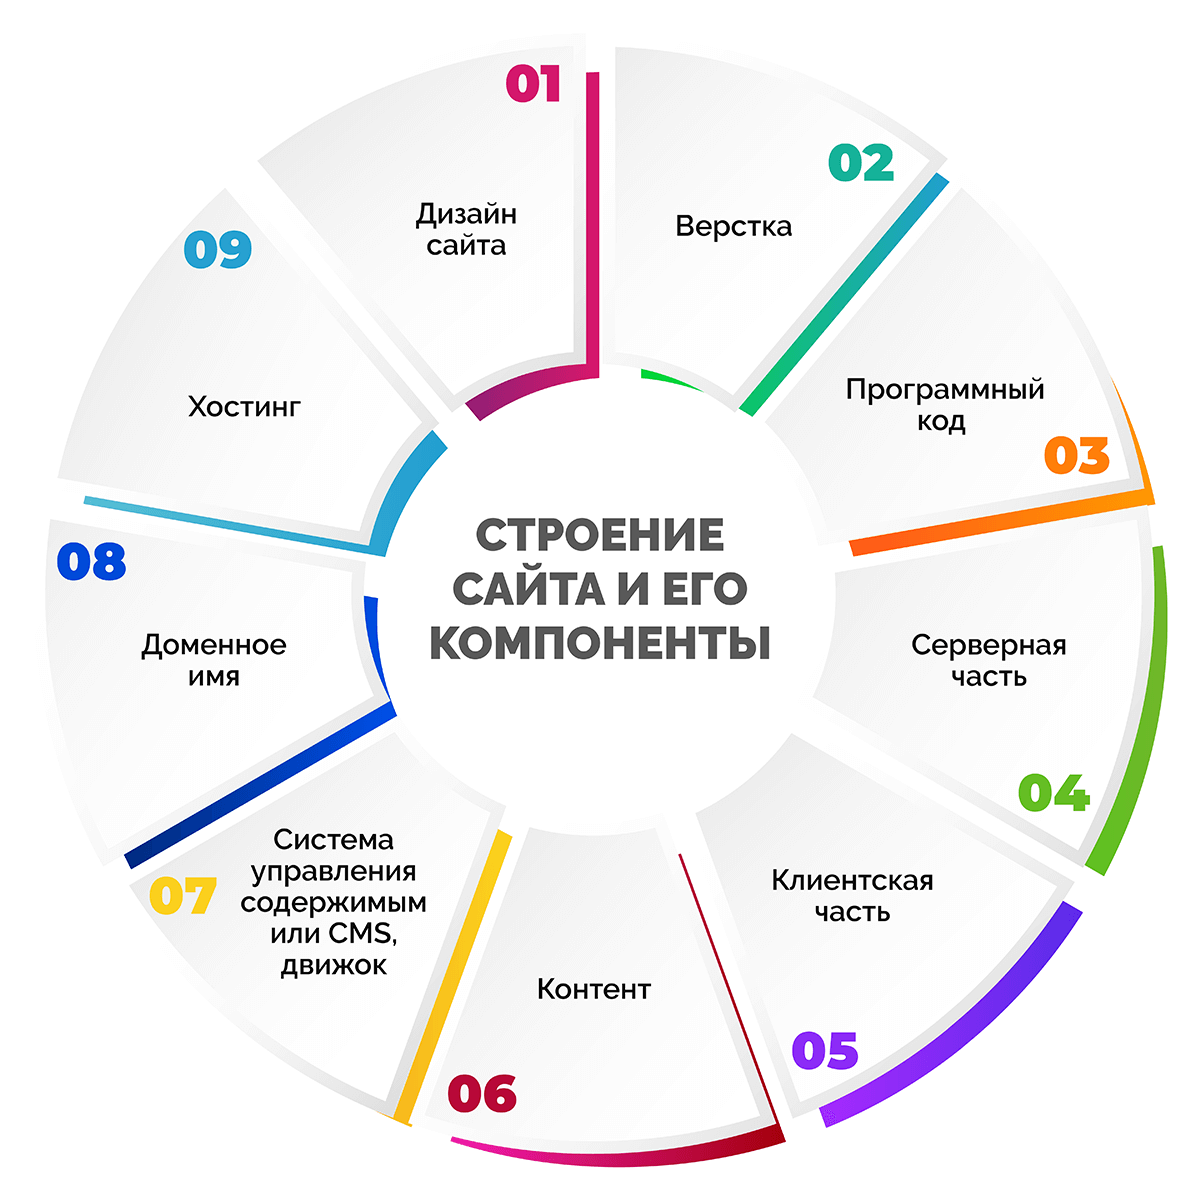 СТРОЕНИЕ
САЙТА И ЕГО
КОМПОНЕНТЫ
01
Дизайн
сайта
02
Верстка
03
Программный
код
04
Серверная
часть
05
Клиентская
часть
06
Контент
07
Система
управления
содержимым
или CMS,
движок
08
Доменное
имя
09
Хостинг